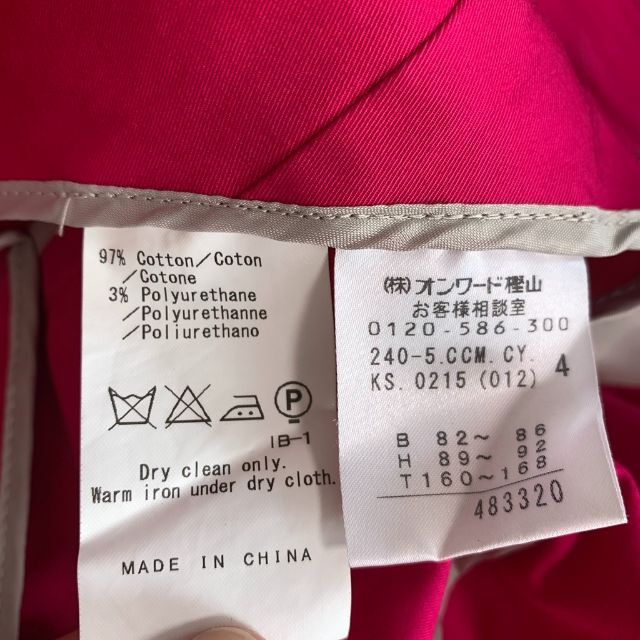 97% Cotton/Coton
/Cotone
3% Polyurethane
/Polyurethanne
/Poliuretano
P
IB-1
Dry clean only.
Warm iron under dry cloth.
MADE IN CHINA
(株)オンワード樫山
お客様相談室
0120-586-300
240-5.CCM.CY.
KS.0215(012) 4
B 82～ 86
H 89～ 92
T 160～168
483320